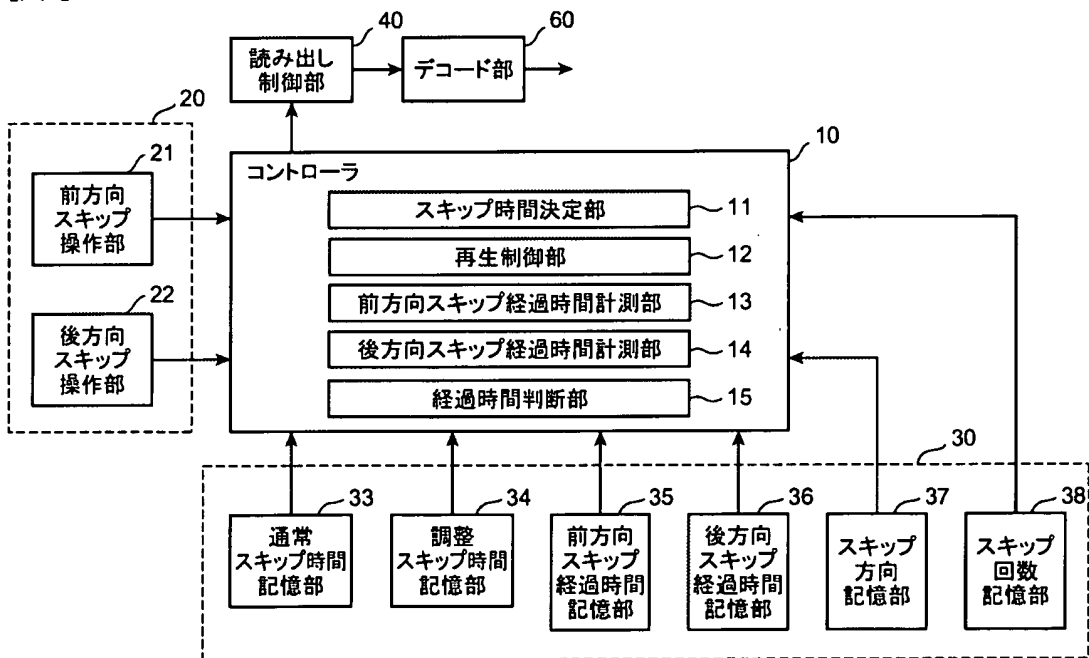 40
読み出し
制御部
60
デコード部
20
21
前方向
スキップ
操作部
22
後方向
スキップ
操作部
10
コントローラ
スキップ時間決定部
11
再生制御部
12
前方向スキップ経過時間計測部
13
後方向スキップ経過時間計測部
14
経過時間判断部
15
30
33
通常
スキップ時間
記憶部
34
調整
スキップ時間
記憶部
35
前方向
スキップ
経過時間
記憶部
36
後方向
スキップ
経過時間
記憶部
37
スキップ
方向
記憶部
38
スキップ
回数
記憶部